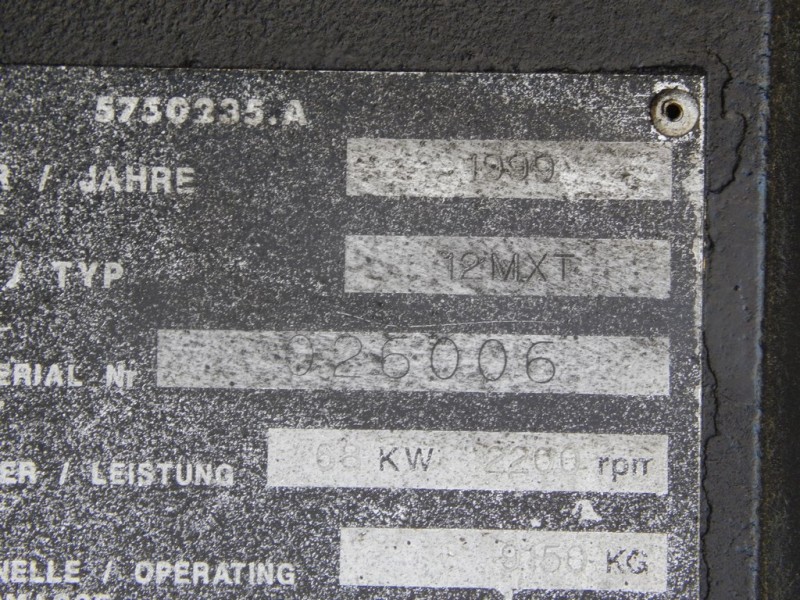 5750235.A
R / JAHRE 1999
/ TYP 12MXT
ERIAL Nr 926006
ER / LEISTUNG 68 KW 2200 rpm
NELLE / OPERATING 9150 KG